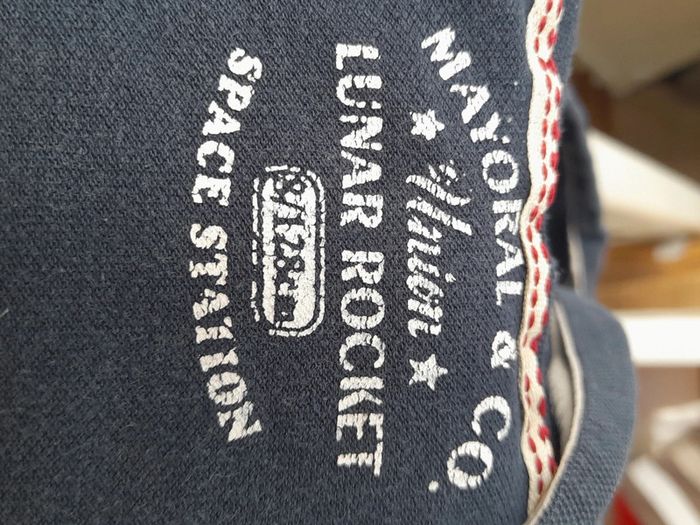 MAYORAL & CO.
Union
LUNAR ROCKET
SPACE STATION